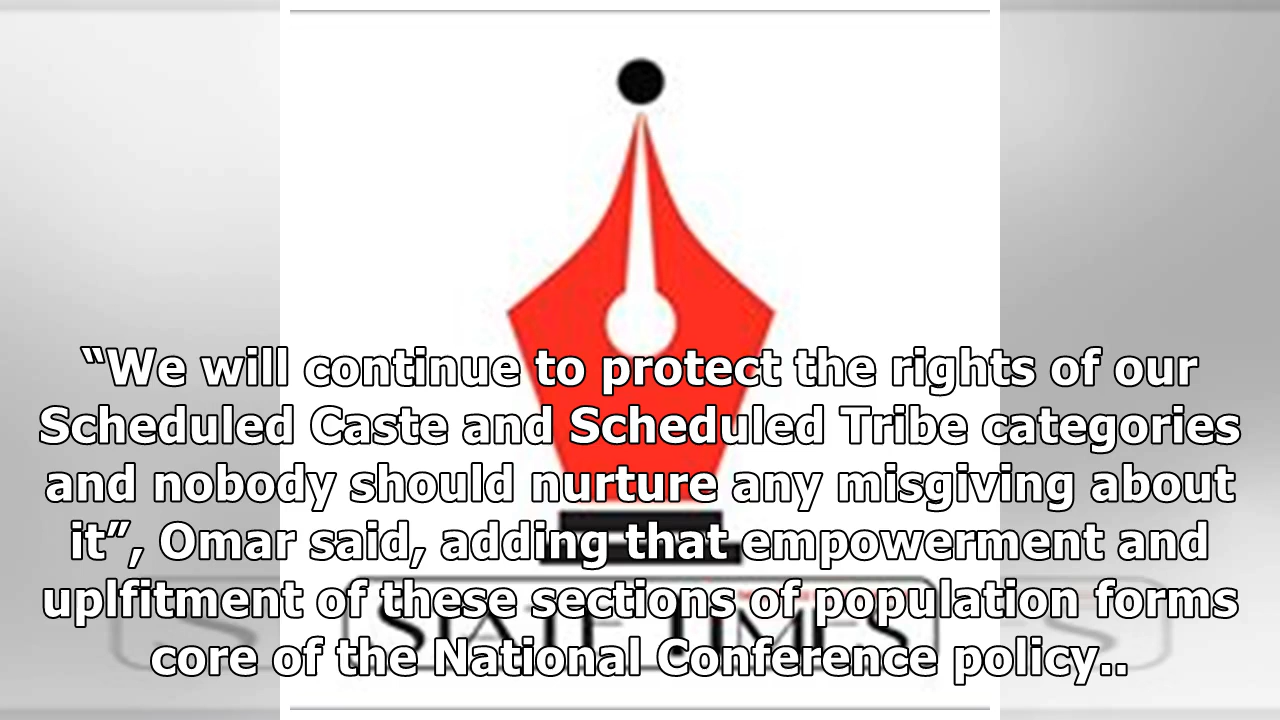 “We will continue to protect the rights of our
Scheduled Caste and Scheduled Tribe categories
and nobody should nurture any misgiving about
it”, Omar said, adding that empowerment and
uplfitment of these sections of population forms
core of the National Conference policy..
STATE TIMES